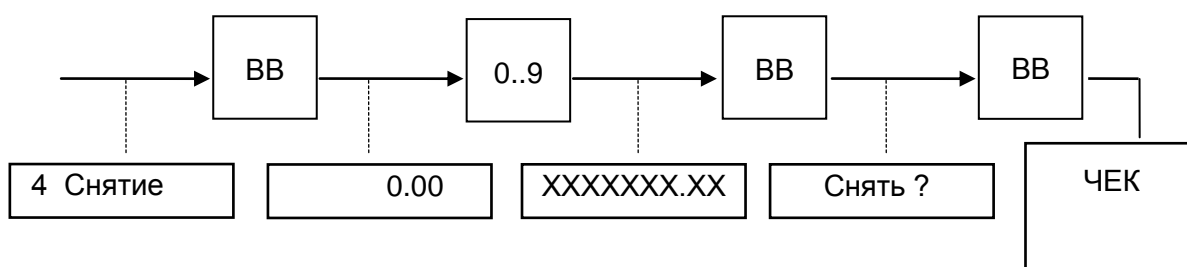 ВВ
0..9
ВВ
ВВ
4 Снятие
0.00
XXXXXXX.XX
Снять ?
ЧЕК